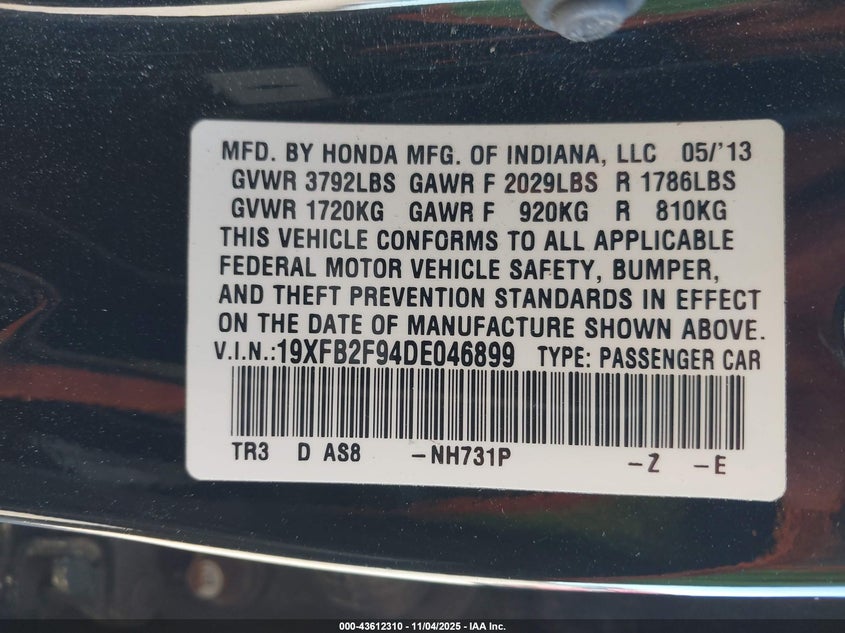 MFD. BY HONDA MFG. OF INDIANA, LLC 05/'13
GVWR 3792LBS GAWR F 2029LBS R 1786LBS
GVWR 1720KG GAWR F 920KG R 810KG
THIS VEHICLE CONFORMS TO ALL APPLICABLE
FEDERAL MOTOR VEHICLE SAFETY, BUMPER,
AND THEFT PREVENTION STANDARDS IN EFFECT
ON THE DATE OF MANUFACTURE SHOWN ABOVE.
V.I.N.:19XFB2F94DE046899 TYPE: PASSENGER CAR
TR3 D AS8 -NH731P -Z -E
000-43612310 - 11/04/2025 - IAA Inc.